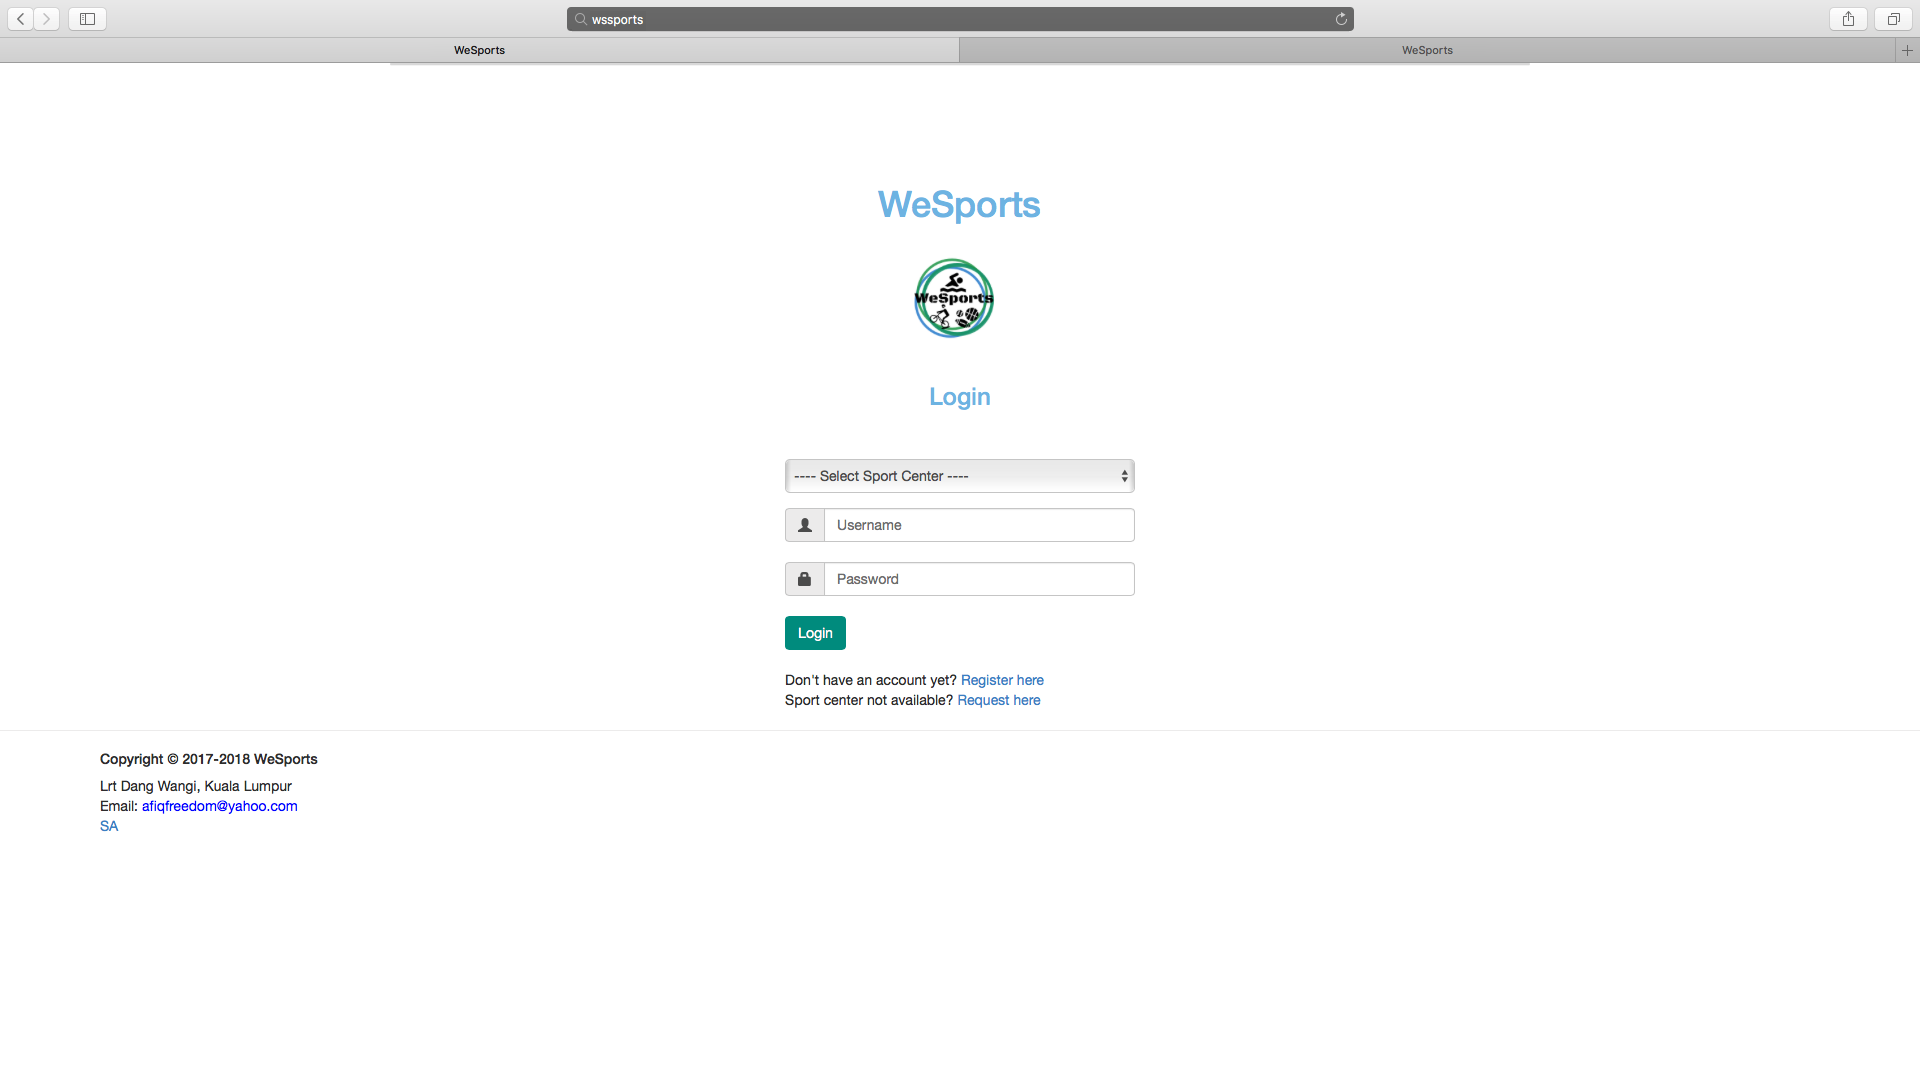 wssports
WeSports
WeSports
WeSports
WeSports
Login
---- Select Sport Center ----
Username
Password
Login
Don't have an account yet? Register here
Sport center not available? Request here
Copyright © 2017-2018 WeSports
Lrt Dang Wangi, Kuala Lumpur
Email: afiqfreedom@yahoo.com
SA